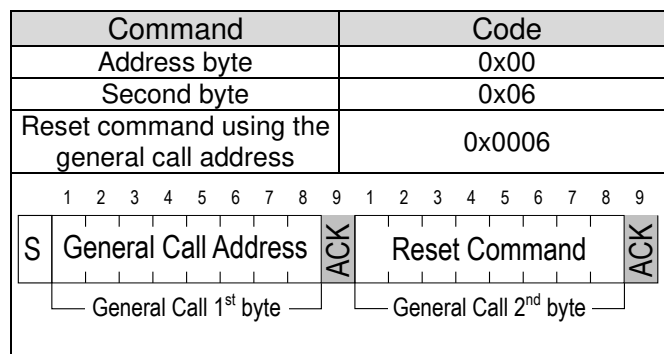 Command Code
Address byte 0x00
Second byte 0x06
Reset command using the
general call address 0x0006
1 2 3 4 5 6 7 8 9 1 2 3 4 5 6 7 8 9
S General Call Address ACK Reset Command ACK
General Call 1st byte General Call 2nd byte